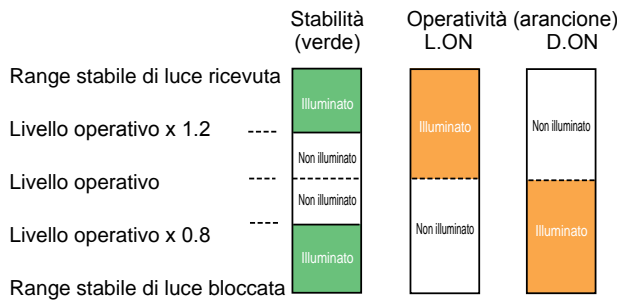 Stabilità
(verde)
Operatività (arancione)
L.ON
D.ON
Range stabile di luce ricevuta
Livello operativo x 1.2
Livello operativo
Livello operativo x 0.8
Range stabile di luce bloccata
Illuminato
Non illuminato
Non illuminato
Illuminato
Illuminato
Non illuminato
Non illuminato
Illuminato